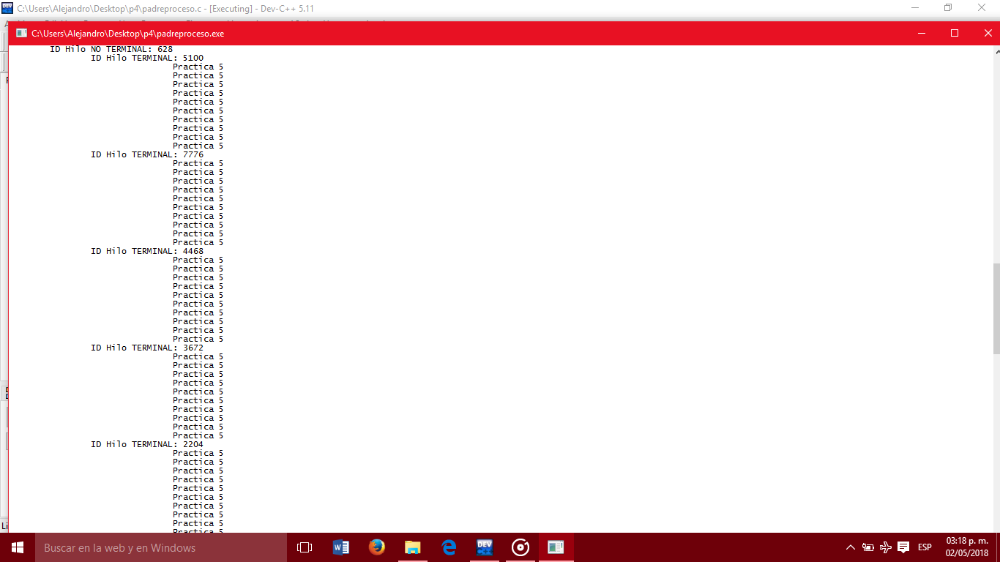 C:\Users\Alejandro\Desktop\p4\padreproceso.c - [Executing] - Dev-C++ 5.11
C:\Users\Alejandro\Desktop\p4\padreproceso.exe
ID Hilo NO TERMINAL: 628
ID Hilo TERMINAL: 5100
Practica 5
Practica 5
Practica 5
Practica 5
Practica 5
Practica 5
Practica 5
Practica 5
Practica 5
Practica 5
ID Hilo TERMINAL: 7776
Practica 5
Practica 5
Practica 5
Practica 5
Practica 5
Practica 5
Practica 5
Practica 5
Practica 5
Practica 5
ID Hilo TERMINAL: 4468
Practica 5
Practica 5
Practica 5
Practica 5
Practica 5
Practica 5
Practica 5
Practica 5
Practica 5
Practica 5
ID Hilo TERMINAL: 3672
Practica 5
Practica 5
Practica 5
Practica 5
Practica 5
Practica 5
Practica 5
Practica 5
Practica 5
Practica 5
ID Hilo TERMINAL: 2204
Practica 5
Practica 5
Practica 5
Practica 5
Practica 5
Practica 5
Practica 5
Practica 5
Practica 5
Practica 5
Li
Buscar en la web y en Windows
DEV
ESP
03:18 p. m.
02/05/2018